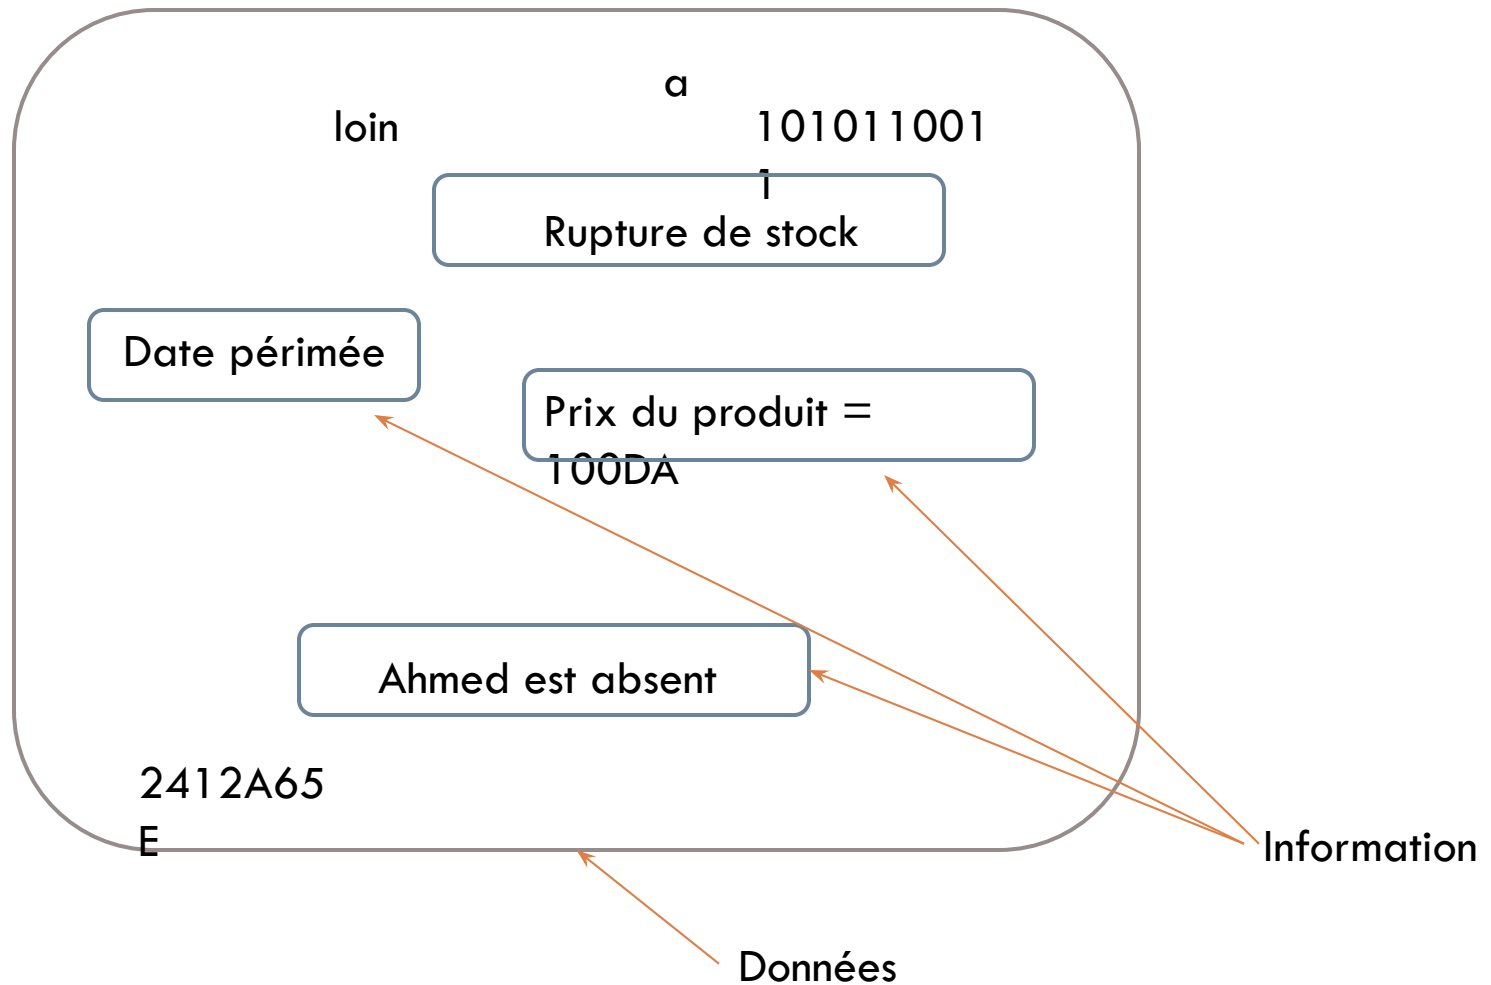 a
loin
101011001
1
Rupture de stock
Date périmée
Prix du produit =
100DA
Ahmed est absent
2412A65
E
Information
Données